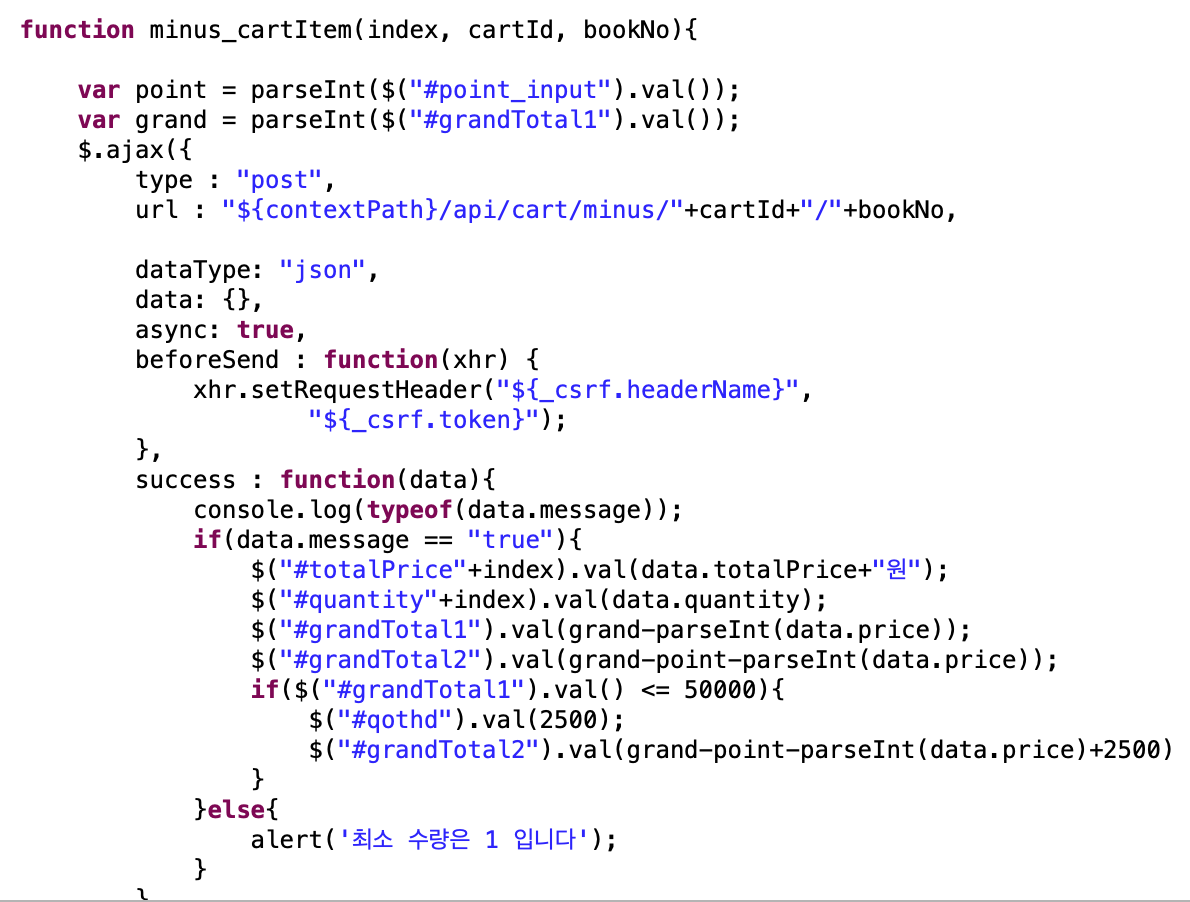 function minus_cartItem(index, cartId, bookNo){
var point = parseInt($("#point_input").val());
var grand = parseInt($("#grandTotal1").val());
$.ajax({
type : "post",
url : "${contextPath}/api/cart/minus/"+cartId+"/"+bookNo,
dataType: "json",
data: {},
async: true,
beforeSend : function(xhr) {
xhr.setRequestHeader("${_csrf.headerName}",
"${_csrf.token}");
},
success : function(data){
console.log(typeof(data.message));
if(data.message == "true"){
$("#totalPrice"+index).val(data.totalPrice+"원");
$("#quantity"+index).val(data.quantity);
$("#grandTotal1").val(grand-parseInt(data.price));
$("#grandTotal2").val(grand-point-parseInt(data.price));
if($("#grandTotal1").val() <= 50000){
$("#qothd").val(2500);
$("#grandTotal2").val(grand-point-parseInt(data.price)+2500)
}
}else{
alert('최소 수량은 1 입니다');
}
}